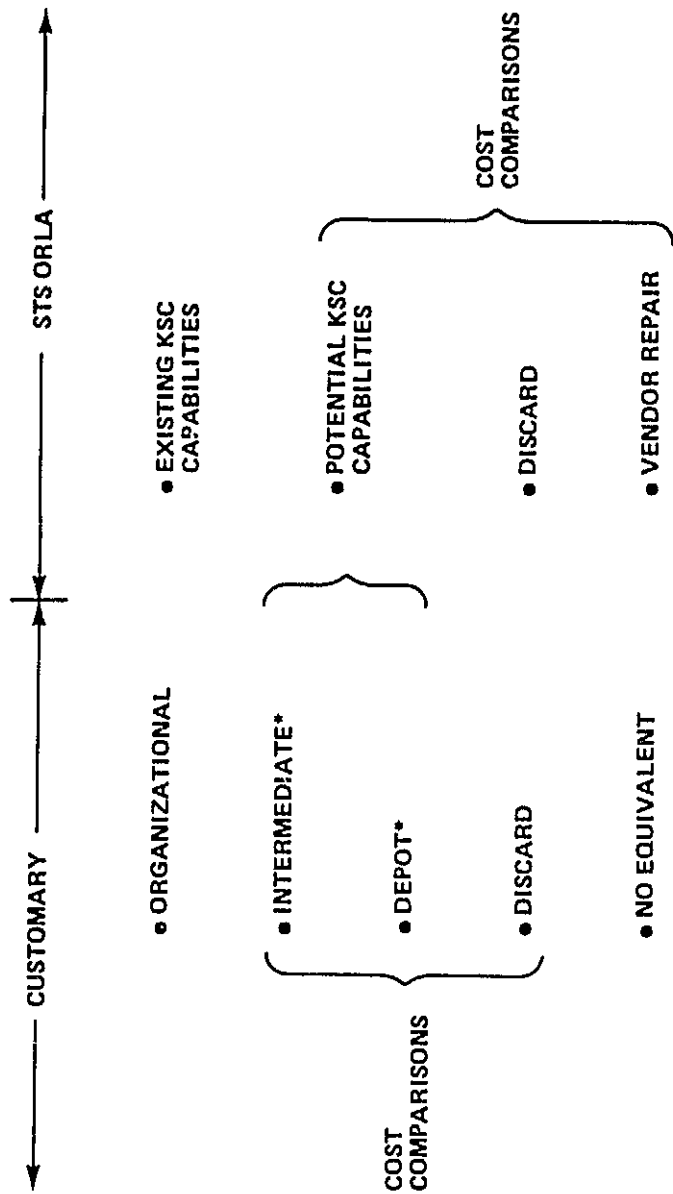 CUSTOMARY
STS ORLA
• ORGANIZATIONAL
• EXISTING KSC
CAPABILITIES
• INTERMEDIATE*
• DEPOT*
• POTENTIAL KSC
CAPABILITIES
• DISCARD
• DISCARD
• NO EQUIVALENT
• VENDOR REPAIR
COST
COMPARISONS
COST
COMPARISONS